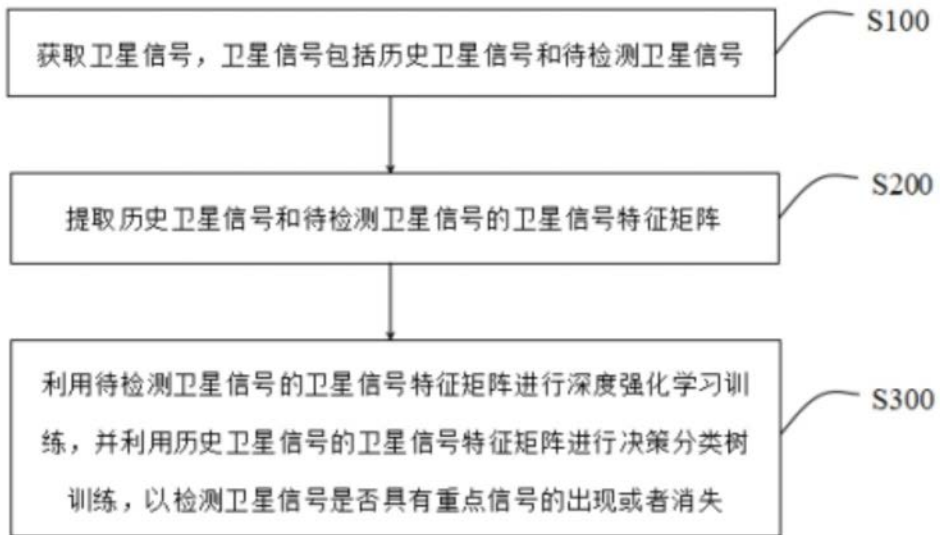 获取卫星信号，卫星信号包括历史卫星信号和待检测卫星信号
S100
提取历史卫星信号和待检测卫星信号的卫星信号特征矩阵
S200
利用待检测卫星信号的卫星信号特征矩阵进行深度强化学习训
练，并利用历史卫星信号的卫星信号特征矩阵进行决策分类树
训练，以检测卫星信号是否具有重点信号的出现或者消失
S300